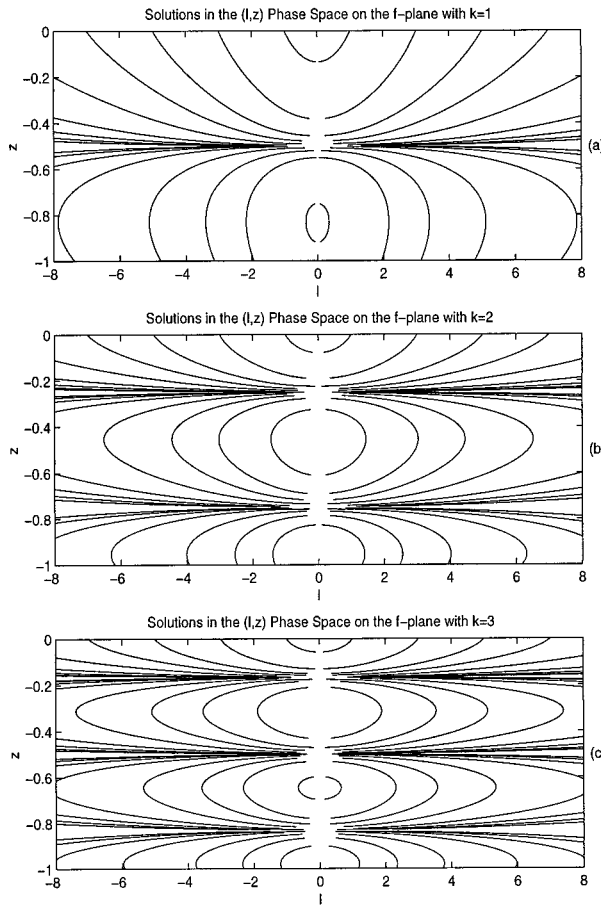 Solutions in the (l,z) Phase Space on the f-plane with k=1
0
-0.2
-0.4
z
-0.6
-0.8
-1
-8 -6 -4 -2 0 2 4 6 8
l
(a)
Solutions in the (l,z) Phase Space on the f-plane with k=2
0
-0.2
-0.4
z
-0.6
-0.8
-1
-8 -6 -4 -2 0 2 4 6 8
l
(b
Solutions in the (l,z) Phase Space on the f-plane with k=3
0
-0.2
-0.4
z
-0.6
-0.8
-1
-8 -6 -4 -2 0 2 4 6 8
l
(c